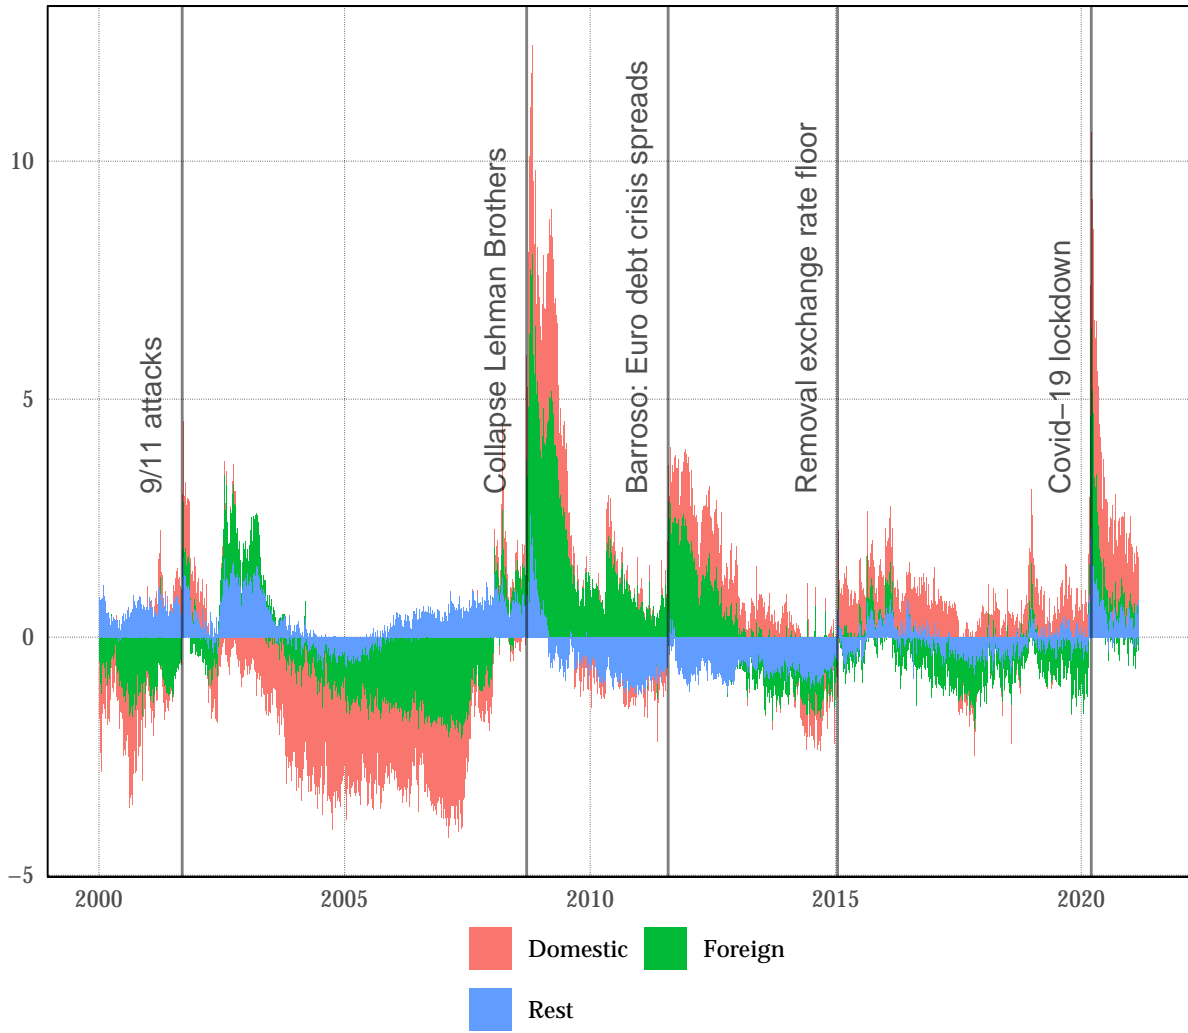 10
5
0
−5
9/11 attacks
Collapse Lehman Brothers
Barroso: Euro debt crisis spreads
Removal exchange rate floor
Covid−19 lockdown
2000 2005 2010 2015 2020
Domestic Foreign
Rest